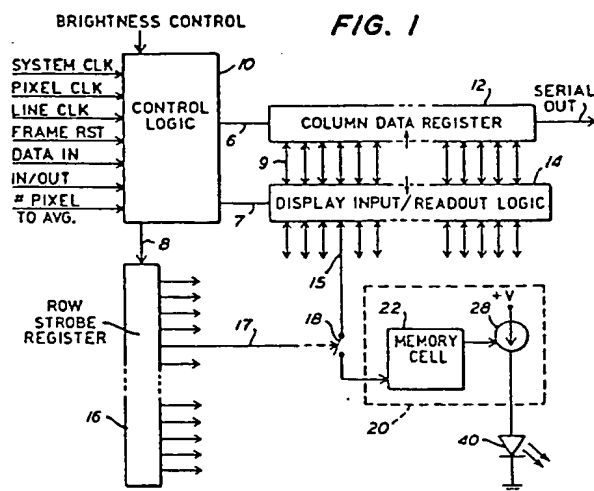 BRIGHTNESS CONTROL
FIG. 1
SYSTEM CLK
PIXEL CLK
LINE CLK
FRAME RST
DATA IN
IN/OUT
# PIXEL
TO AVG.
10
CONTROL
LOGIC
6
7
8
12
COLUMN DATA REGISTER
SERIAL
OUT
9
14
DISPLAY INPUT/READOUT LOGIC
15
ROW
STROBE
REGISTER
16
17
18
22
MEMORY
CELL
+V
28
20
40